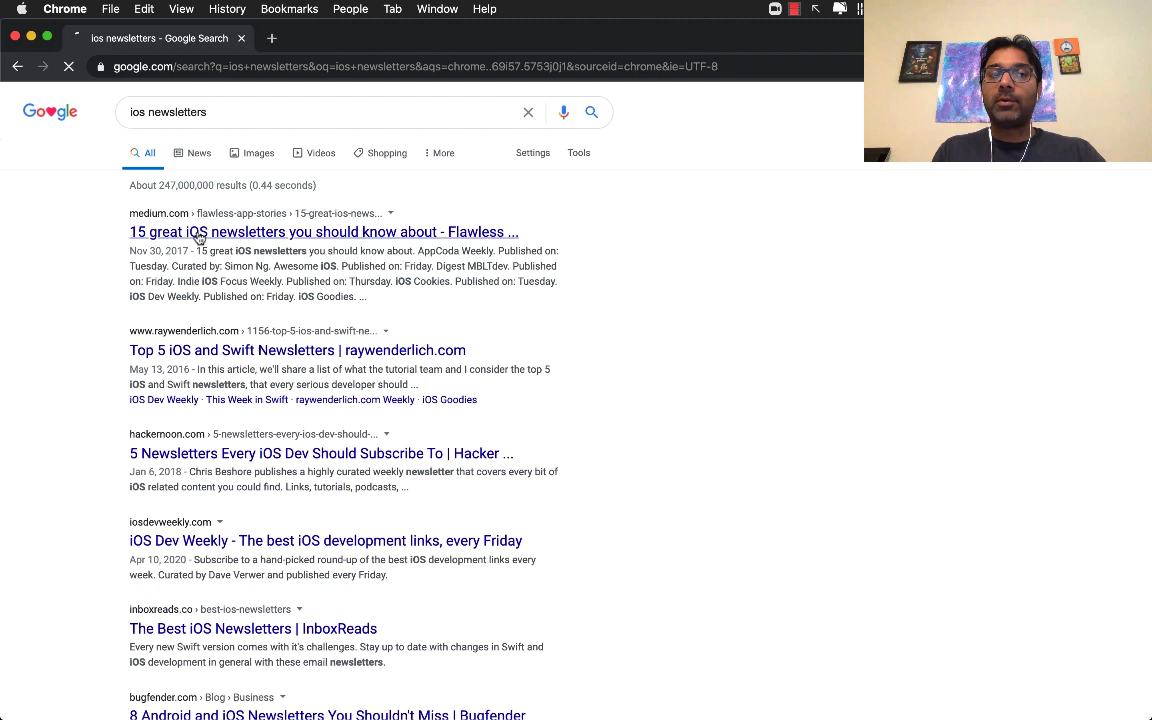 Chrome File Edit View History Bookmarks People Tab Window Help
ios newsletters - Google Search
google.com/search?q=ios+newsletters&oq=ios+newsletters&aqs=chrome..69i57.5753j0j1&sourceid=chrome&ie=UTF-8
Google
ios newsletters
All News Images Videos Shopping More Settings Tools
About 247,000,000 results (0.44 seconds)
medium.com › flawless-app-stories › 15-great-ios-news...
15 great iOS newsletters you should know about - Flawless ...
Nov 30, 2017 - 15 great iOS newsletters you should know about. AppCoda Weekly. Published on:
Tuesday. Curated by: Simon Ng. Awesome iOS. Published on: Friday. Digest MBLTdev. Published
on: Friday. Indie iOS Focus Weekly. Published on: Thursday. iOS Cookies. Published on: Tuesday.
iOS Dev Weekly. Published on: Friday. iOS Goodies. ...
www.raywenderlich.com › 1156-top-5-ios-and-swift-ne...
Top 5 iOS and Swift Newsletters | raywenderlich.com
May 13, 2016 - In this article, we'll share a list of what the tutorial team and I consider the top 5
iOS and Swift newsletters, that every serious developer should ...
iOS Dev Weekly · This Week in Swift · raywenderlich.com Weekly · iOS Goodies
hackernoon.com › 5-newsletters-every-ios-dev-should-...
5 Newsletters Every iOS Dev Should Subscribe To | Hacker ...
Jan 6, 2018 - Chris Beshore publishes a highly curated weekly newsletter that covers every bit of
iOS related content you could find. Links, tutorials, podcasts, ...
iosdevweekly.com
iOS Dev Weekly - The best iOS development links, every Friday
Apr 10, 2020 - Subscribe to a hand-picked round-up of the best iOS development links every
week. Curated by Dave Verwer and published every Friday.
inboxreads.co › best-ios-newsletters
The Best iOS Newsletters | InboxReads
Every new Swift version comes with it's challenges. Stay up to date with changes in Swift and
iOS development in general with these email newsletters.
bugfender.com › Blog › Business
8 Android and iOS Newsletters You Shouldn't Miss | Bugfender